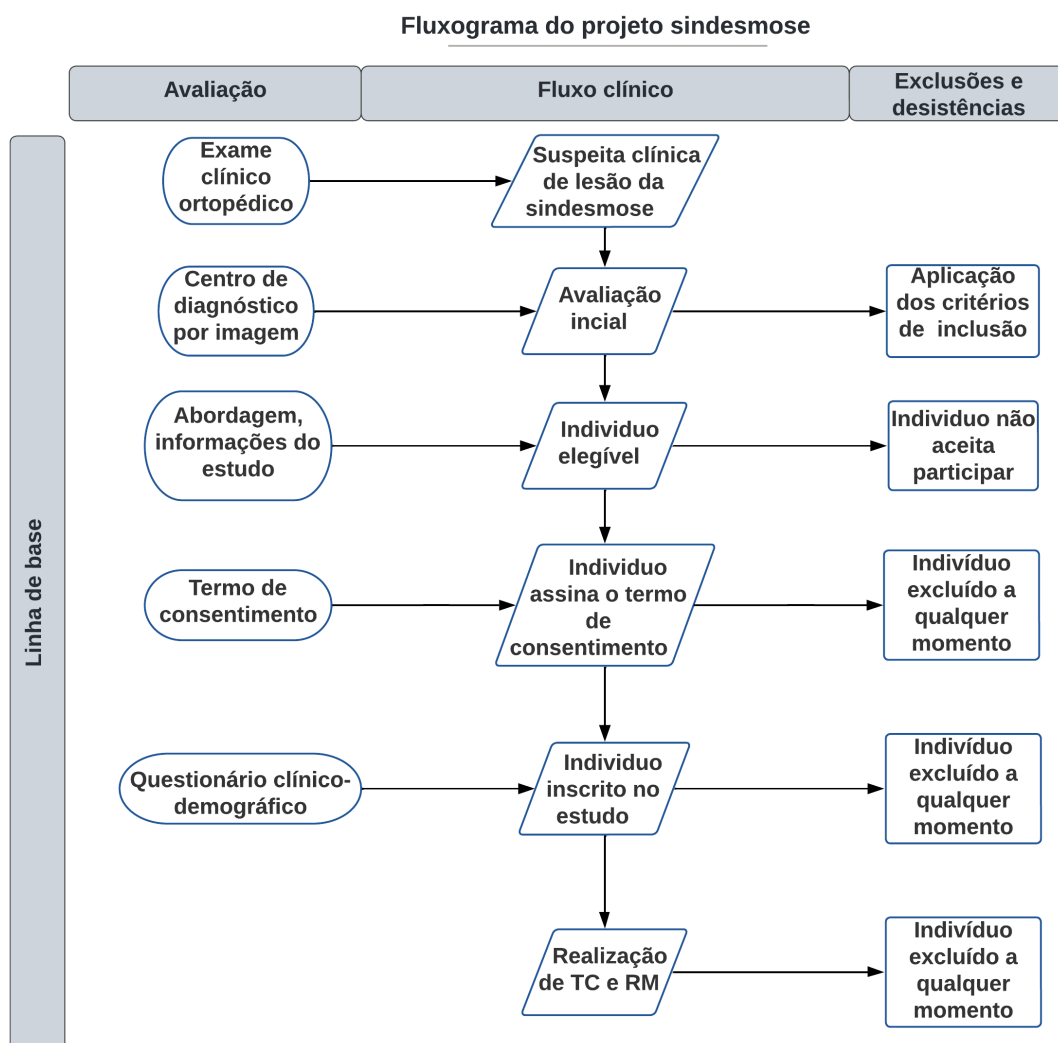 Fluxograma do projeto sindesmose
Avaliação
Fluxo clínico
Exclusões e
desistências
Linha de base
Exame
clínico
ortopédico
Suspeita clínica
de lesão da
sindesmose
Centro de
diagnóstico
por imagem
Avaliação
incial
Aplicação
dos critérios
de inclusão
Abordagem,
informações do
estudo
Individuo
elegível
Individuo não
aceita
participar
Termo de
consentimento
Individuo
assina o termo
de
consentimento
Indivíduo
excluído a
qualquer
momento
Questionário clínico-
demográfico
Individuo
inscrito no
estudo
Indivíduo
excluído a
qualquer
momento
Realização
de TC e RM
Indivíduo
excluído a
qualquer
momento